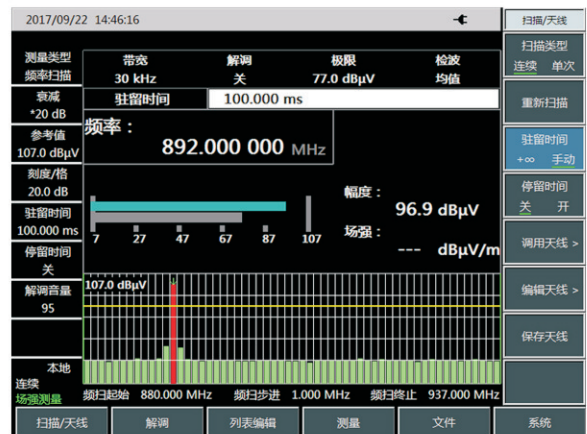 2017/09/22 14:46:16
扫描/天线
测量类型
频率扫描
带宽 解调 极限 检波
30 kHz 关 77.0 dBµV 均值
扫描类型
连续 单次
衰减
*20 dB
驻留时间 100.000 ms
重新扫描
参考值
107.0 dBµV
频率：
892.000 000 MHz
驻留时间
+∞ 手动
刻度/格
20.0 dB
幅度：
96.9 dBµV
停留时间
关 开
驻留时间
100.000 ms
7 27 47 67 87 107
场强：
--- dBµV/m
调用天线 >
停留时间
关
解调音量
95
107.0 dBµV
编辑天线 >
保存天线
本地
连续
场强测量
频扫起始 880.000 MHz 频扫步进 1.000 MHz 频扫终止 937.000 MHz
扫描/天线 解调 列表编辑 测量 文件 系统